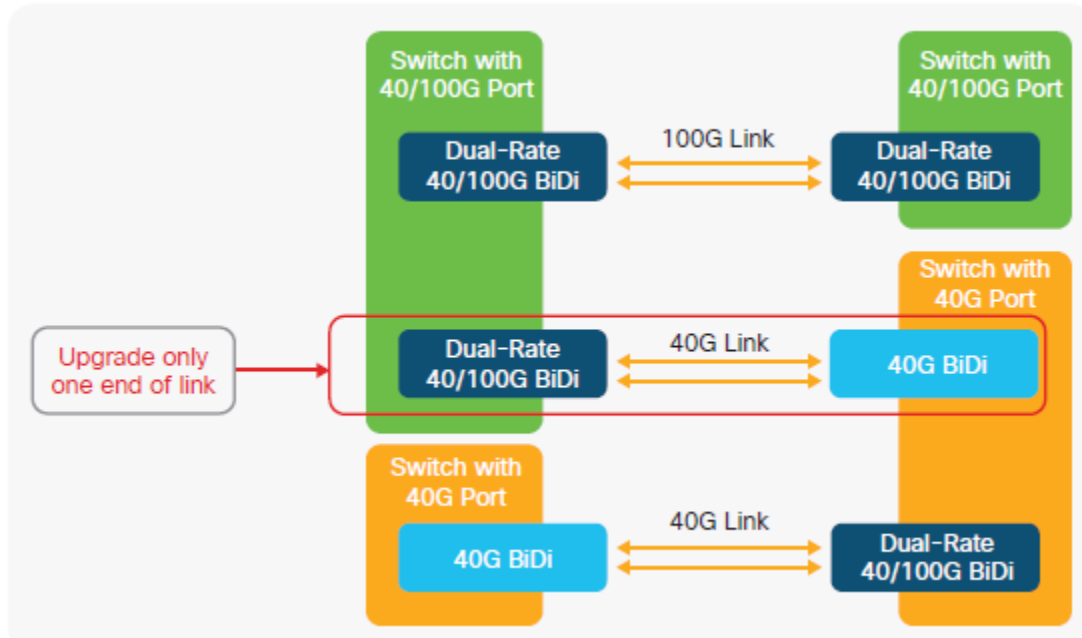 Switch with
40/100G Port
Switch with
40/100G Port
Dual-Rate
40/100G BiDi
100G Link
Dual-Rate
40/100G BiDi
Switch with
40G Port
Upgrade only
one end of link
Dual-Rate
40/100G BiDi
40G Link
40G BiDi
Switch with
40G Port
40G BiDi
40G Link
Dual-Rate
40/100G BiDi